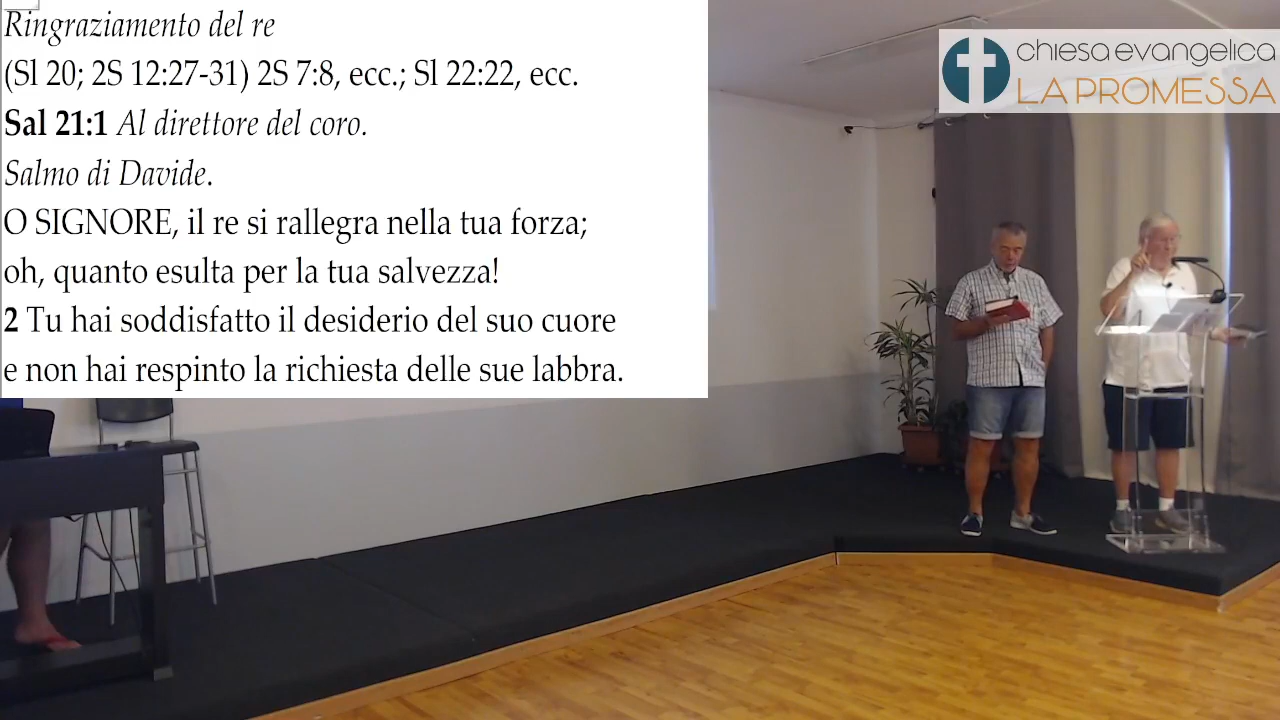 Ringraziamento del re
(Sl 20; 2S 12:27-31) 2S 7:8, ecc.; Sl 22:22, ecc.
Sal 21:1 Al direttore del coro.
Salmo di Davide.
O SIGNORE, il re si rallegra nella tua forza;
oh, quanto esulta per la tua salvezza!
2 Tu hai soddisfatto il desiderio del suo cuore
e non hai respinto la richiesta delle sue labbra.
chiesa evangelica
LA PROMESSA